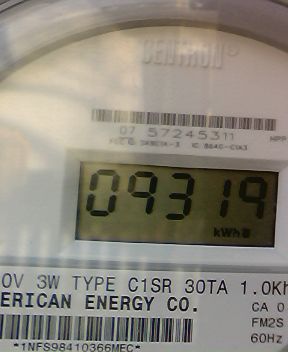 CENTRON®
07 57245311
09319
kWh
0V 3W TYPE C1SR 30TA 1.0Kh
ERICAN ENERGY CO.
CA 0
FM2S
60Hz
*1NFS98410366MEC*